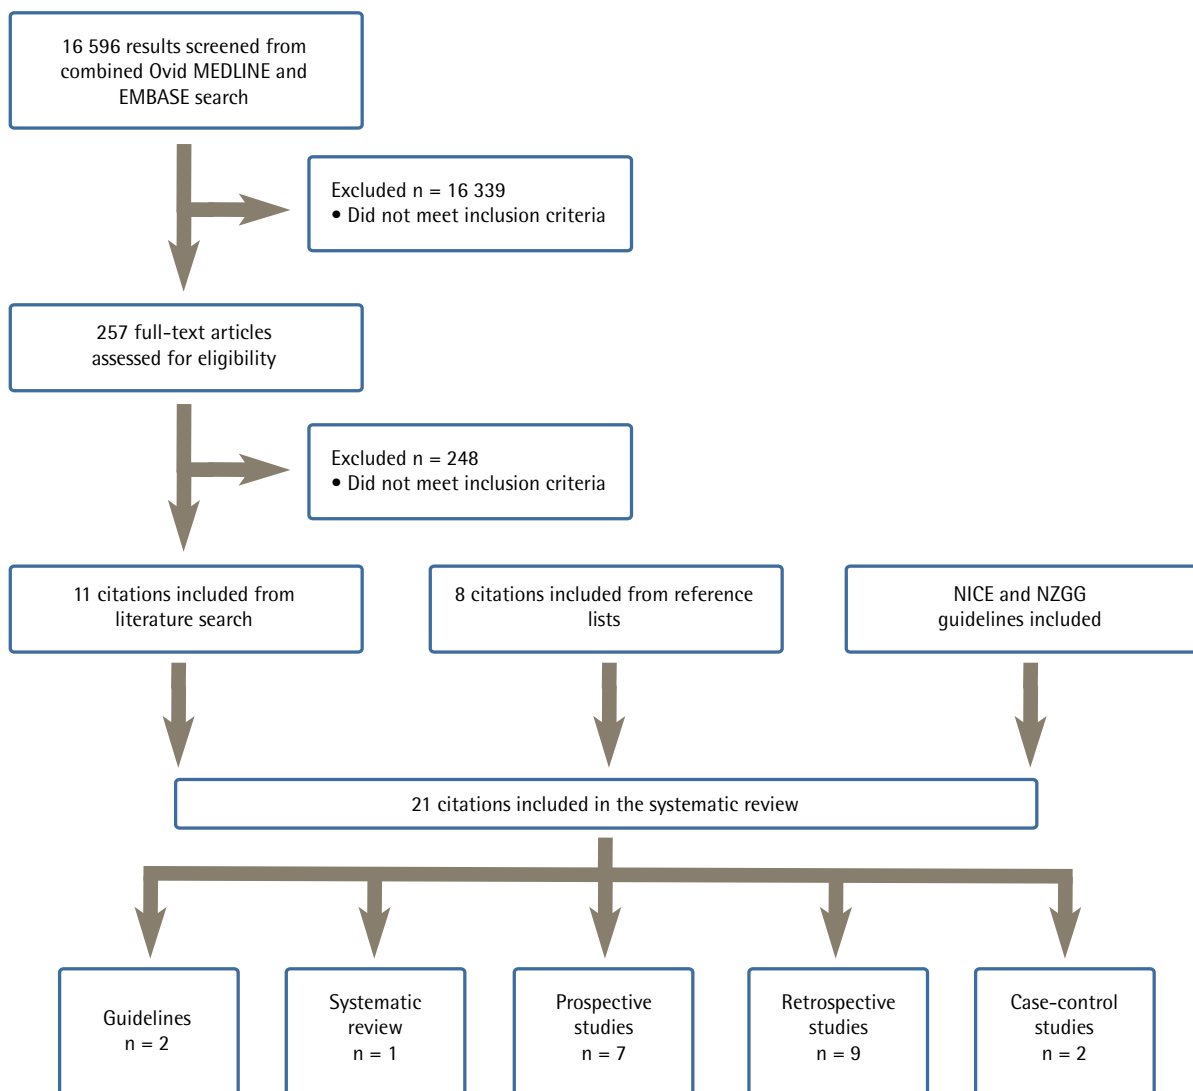 16 596 results screened from
combined Ovid MEDLINE and
EMBASE search
Excluded n = 16 339
• Did not meet inclusion criteria
257 full-text articles
assessed for eligibility
Excluded n = 248
• Did not meet inclusion criteria
11 citations included from
literature search
8 citations included from reference
lists
NICE and NZGG
guidelines included
21 citations included in the systematic review
Guidelines
n = 2
Systematic
review
n = 1
Prospective
studies
n = 7
Retrospective
studies
n = 9
Case-control
studies
n = 2